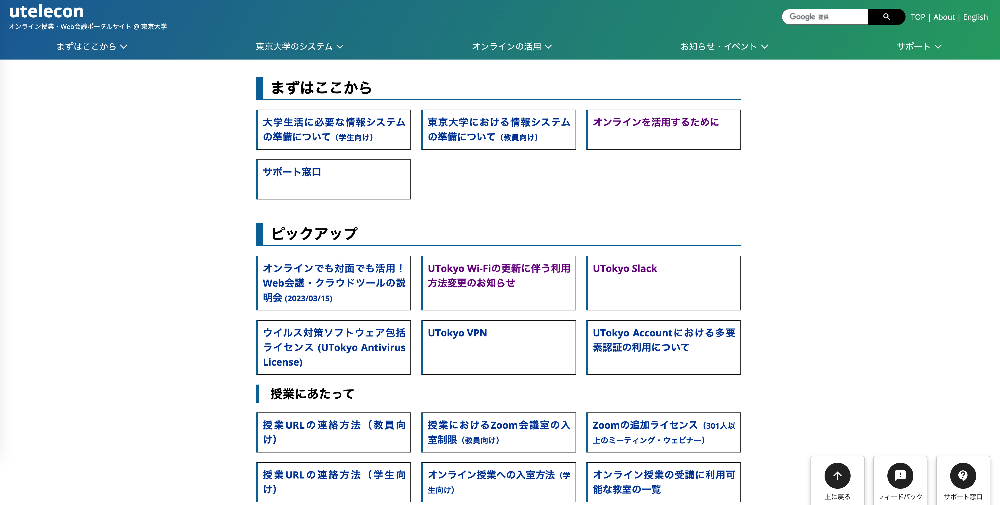 utelecon
オンライン授業・Web会議ポータルサイト @ 東京大学
Google 提供
TOP | About | English
まずはここから
東京大学のシステム
オンラインの活用
お知らせ・イベント
サポート
まずはここから
大学生活に必要な情報システム
の準備について（学生向け）
東京大学における情報システム
の準備について（教員向け）
オンラインを活用するために
サポート窓口
ピックアップ
オンラインでも対面でも活用！
Web会議・クラウドツールの説
明会 (2023/03/15)
UTokyo Wi-Fiの更新に伴う利用
方法変更のお知らせ
UTokyo Slack
ウイルス対策ソフトウェア包括
ライセンス (UTokyo Antivirus
License)
UTokyo VPN
UTokyo Accountにおける多要
素認証の利用について
授業にあたって
授業URLの連絡方法（教員向
け）
授業におけるZoom会議室の入
室制限（教員向け）
Zoomの追加ライセンス（301人以
上のミーティング・ウェビナー）
授業URLの連絡方法（学生向
け）
オンライン授業への入室方法（学
生向け）
オンライン授業の受講に利用可
能な教室の一覧
上に戻る
フィードバック
サポート窓口